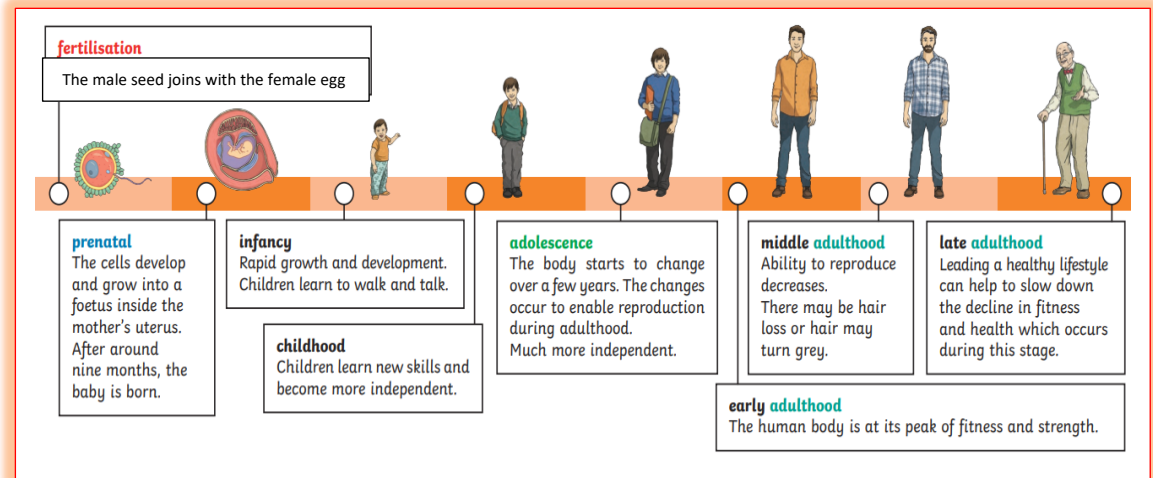 fertilisation
The male seed joins with the female egg
prenatal
The cells develop
and grow into a
foetus inside the
mother's uterus.
After around
nine months, the
baby is born.
infancy
Rapid growth and development.
Children learn to walk and talk.
childhood
Children learn new skills and
become more independent.
adolescence
The body starts to change
over a few years. The changes
occur to enable reproduction
during adulthood.
Much more independent.
early adulthood
The human body is at its peak of fitness and strength.
middle adulthood
Ability to reproduce
decreases.
There may be hair
loss or hair may
turn grey.
late adulthood
Leading a healthy lifestyle
can help to slow down
the decline in fitness
and health which occurs
during this stage.